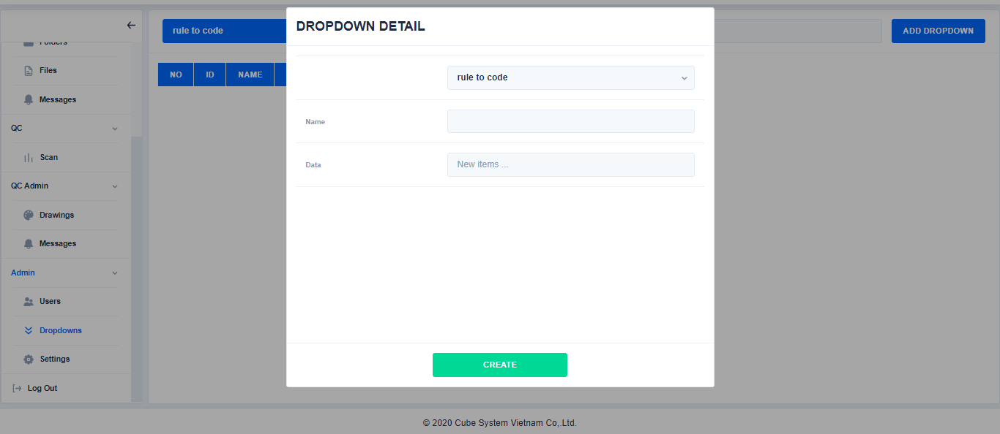 rule to code
ADD DROPDOWN
NO ID NAME
Folders
Files
Messages
QC
Scan
QC Admin
Drawings
Messages
Admin
Users
Dropdowns
Settings
Log Out
DROPDOWN DETAIL
rule to code
Name
Data New items ...
CREATE
© 2020 Cube System Vietnam Co,.Ltd.